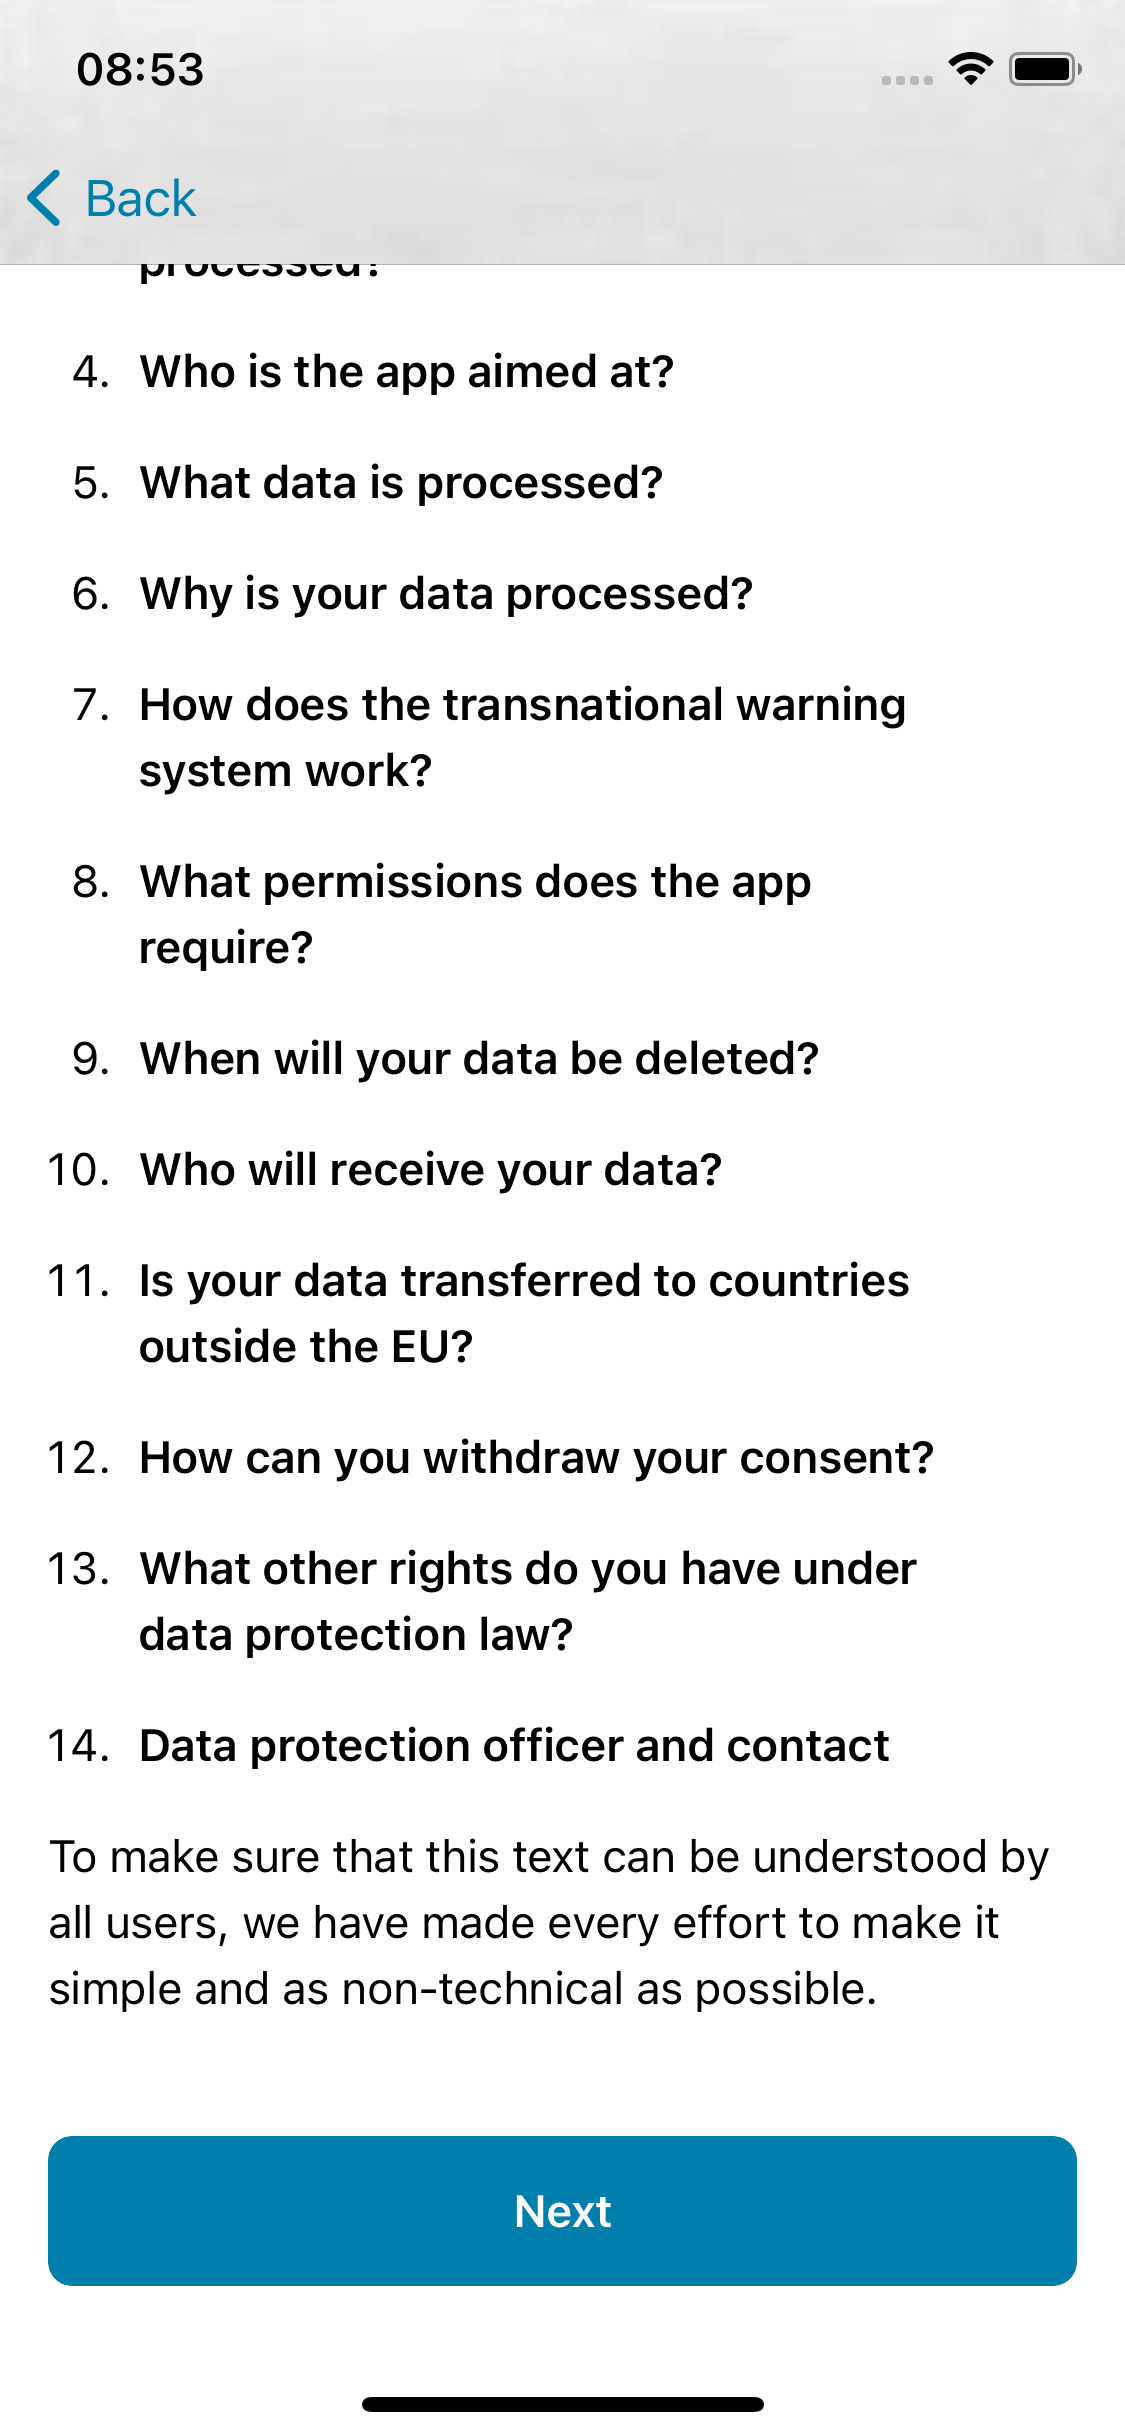 08:53
Back
processed?
4. Who is the app aimed at?
5. What data is processed?
6. Why is your data processed?
7. How does the transnational warning
system work?
8. What permissions does the app
require?
9. When will your data be deleted?
10. Who will receive your data?
11. Is your data transferred to countries
outside the EU?
12. How can you withdraw your consent?
13. What other rights do you have under
data protection law?
14. Data protection officer and contact
To make sure that this text can be understood by
all users, we have made every effort to make it
simple and as non-technical as possible.
Next